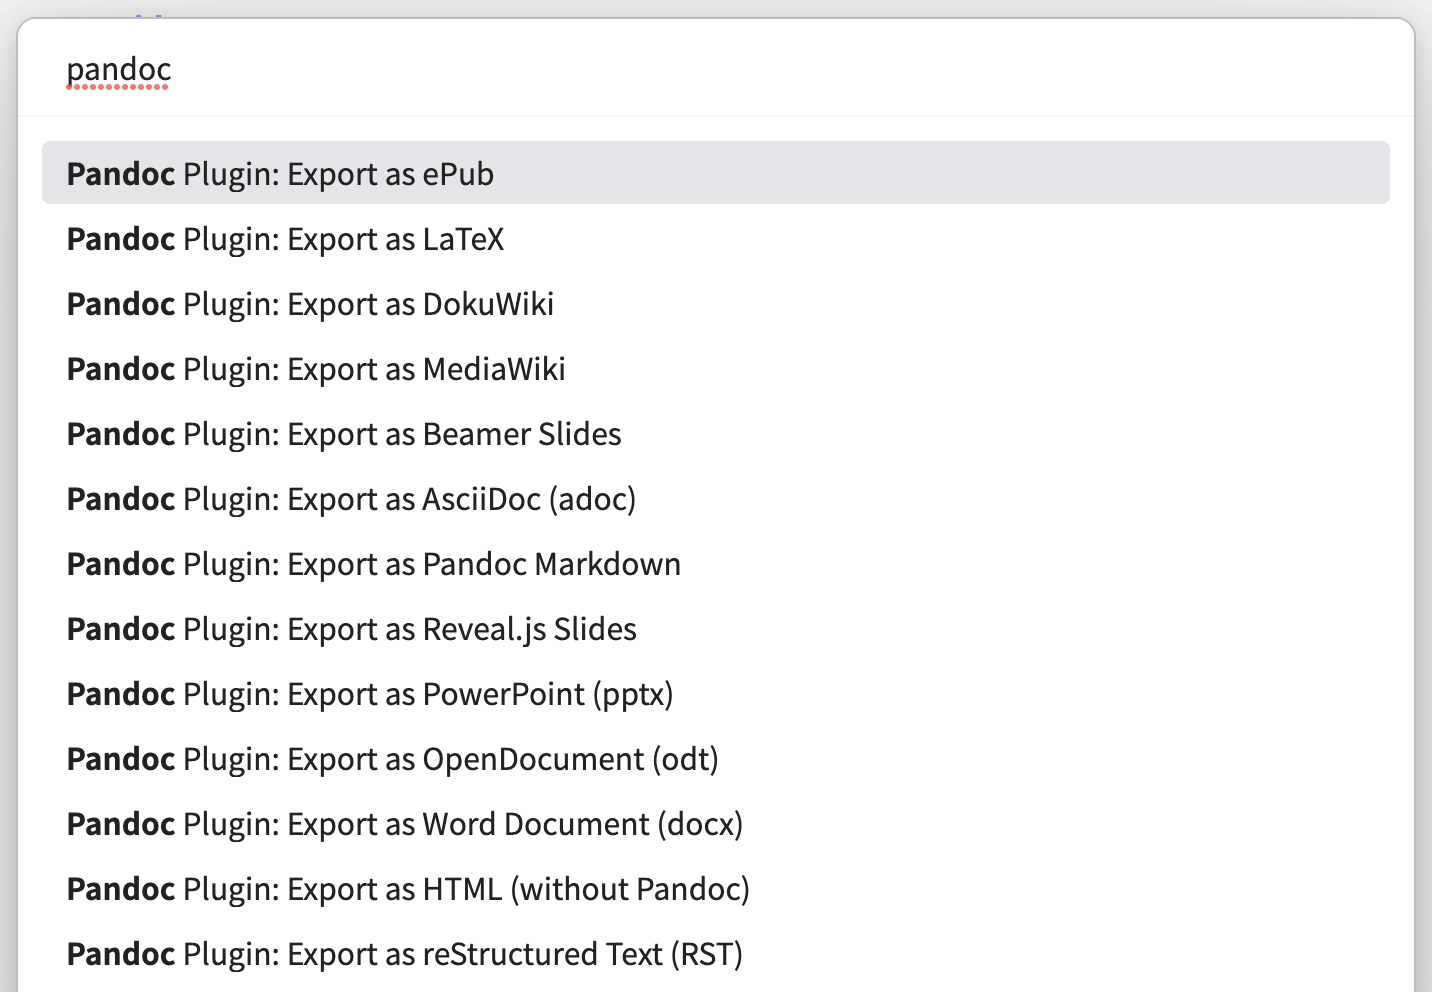 pandoc
Pandoc Plugin: Export as ePub
Pandoc Plugin: Export as LaTeX
Pandoc Plugin: Export as DokuWiki
Pandoc Plugin: Export as MediaWiki
Pandoc Plugin: Export as Beamer Slides
Pandoc Plugin: Export as AsciiDoc (adoc)
Pandoc Plugin: Export as Pandoc Markdown
Pandoc Plugin: Export as Reveal.js Slides
Pandoc Plugin: Export as PowerPoint (pptx)
Pandoc Plugin: Export as OpenDocument (odt)
Pandoc Plugin: Export as Word Document (docx)
Pandoc Plugin: Export as HTML (without Pandoc)
Pandoc Plugin: Export as reStructured Text (RST)